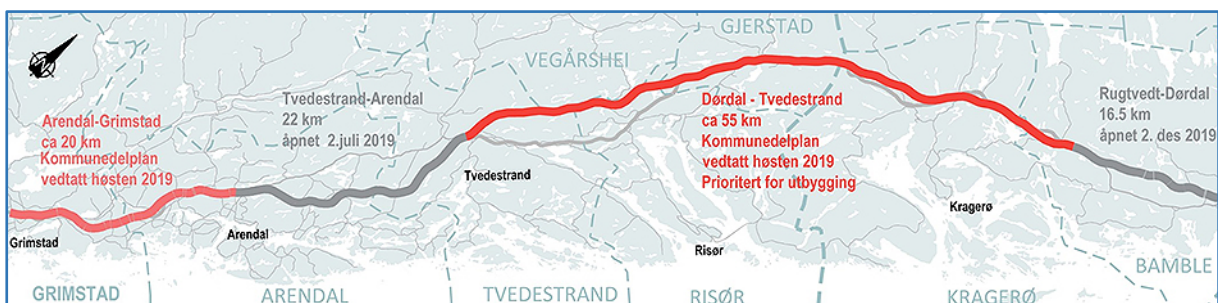 GJERSTAD
VEGÅRSHEI
Tvedestrand-Arendal
22 km
åpnet 2.juli 2019
Arendal-Grimstad
ca 20 km
Kommunedelplan
vedtatt høsten 2019
Dørdal - Tvedestrand
ca 55 km
Kommunedelplan
vedtatt høsten 2019
Prioritert for utbygging
Rugtvedt-Dørdal
16.5 km
åpnet 2. des 2019
Tvedestrand
Kragerø
Grimstad
Arendal
Risør
BAMBLE
GRIMSTAD
ARENDAL
TVEDESTRAND
RISØR
KRAGERØ